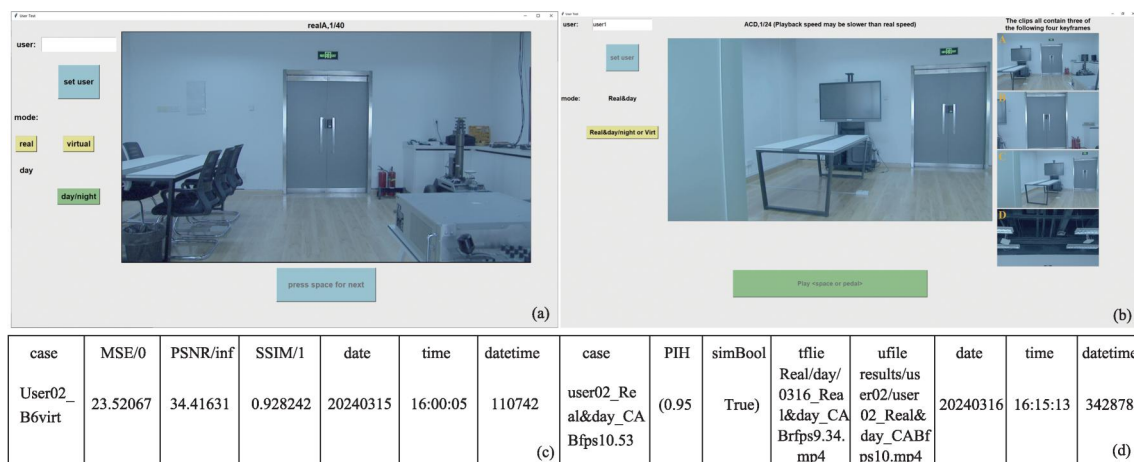 User Test
realA,1/40
user:
set user
mode:
real
virtual
day
day/night
press space for next
(a)
User Test
user:
user1
ACD,1/24 (Playback speed may be slower than real speed)
The clips all contain three of
the following four keyframes
set user
mode:
Real&day
Real&day/night or Virt
A
B
C
D
Play <space or pedal>
(b)
case MSE/0 PSNR/inf SSIM/1 date time datetime
User02_
B6virt
23.52067 34.41631 0.928242 20240315 16:00:05 110742
(c)
case PIH simBool tflie ufile date time datetime
user02_Re
al&day_CA
Bfps10.53
(0.95
True)
Real/day/
0316_Rea
l&day_CA
Brfps9.34.
mp4
results/us
er02/user
02_Real&
day_CABf
ps10.mp4
20240316
16:15:13
342878
(d)